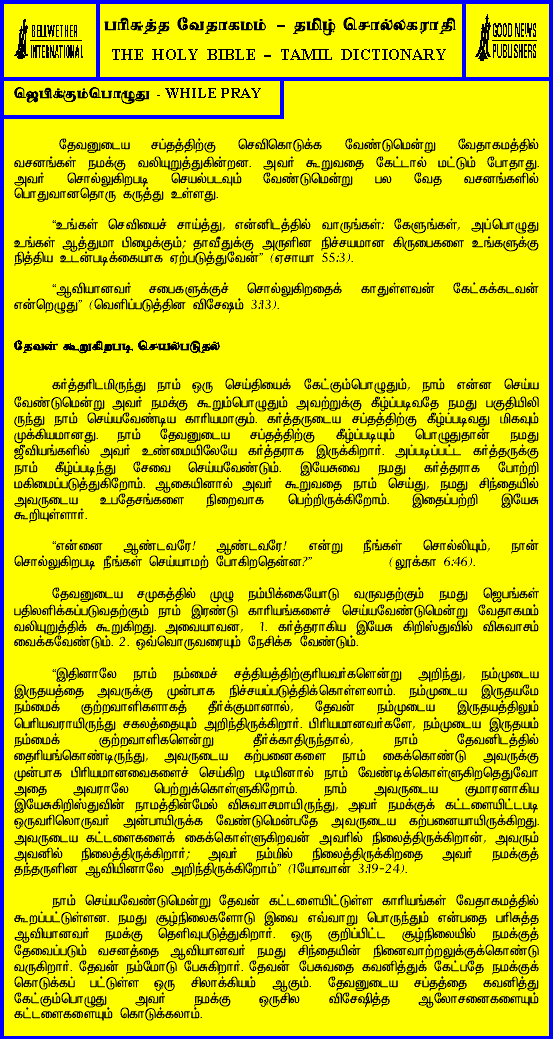 BELLWETHER
INTERNATIONAL
பரிசுத்த வேதாகமம் – தமிழ் சொல்லகராதி
THE HOLY BIBLE – TAMIL DICTIONARY
GOOD NEWS
PUBLISHERS
ஜெபிக்கும்பொழுது - WHILE PRAY
தேவனுடைய சப்தத்திற்கு செவிகொடுக்க வேண்டுமென்று வேதாகமத்தில்
வசனங்கள் நமக்கு வலியுறுத்துகின்றன. அவர் கூறுவதை கேட்டால் மட்டும் போதாது.
அவர் சொல்லுகிறபடி செயல்படவும் வேண்டுமென்று பல வேத வசனங்களில்
பொதுவானதொரு கருத்து உள்ளது.
“உங்கள் செவியைச் சாய்த்து, என்னிடத்தில் வாருங்கள்; கேளுங்கள், அப்பொழுது
உங்கள் ஆத்துமா பிழைக்கும்; தாவீதுக்கு அருளின நிச்சயமான கிருபைகளை உங்களுக்கு
நித்திய உடன்படிக்கையாக ஏற்படுத்துவேன்” (ஏசாயா 55:3).
“ஆவியானவர் சபைகளுக்குச் சொல்லுகிறதைக் காதுள்ளவன் கேட்கக்கடவன்
என்றெழுது” (வெளிப்படுத்தின விசேஷம் 3:13).
தேவன் கூறுகிறபடி செயல்படுதல்
கர்த்தரிடமிருந்து நாம் ஒரு செய்தியைக் கேட்கும்பொழுதும், நாம் என்ன செய்ய
வேண்டுமென்று அவர் நமக்கு கூறும்பொழுதும் அவற்றுக்கு கீழ்ப்படிவதே நமது பகுதியிலி
ருந்து நாம் செய்யவேண்டிய காரியமாகும். கர்த்தருடைய சப்தத்திற்கு கீழ்ப்படிவது மிகவும்
முக்கியமானது. நாம் தேவனுடைய சப்தத்திற்கு கீழ்ப்படியும் பொழுதுதான் நமது
ஜீவியங்களில் அவர் உண்மையிலேயே கர்த்தராக இருக்கிறார். அப்படிப்பட்ட கர்த்தருக்கு
நாம் கீழ்ப்படிந்து சேவை செய்யவேண்டும். இயேசுவை நமது கர்த்தராக போற்றி
மகிமைப்படுத்துகிறோம். ஆகையினால் அவர் கூறுவதை நாம் செய்து, நமது சிந்தையில்
அவருடைய உபதேசங்களை நிறைவாக பெற்றிருக்கிறோம். இதைப்பற்றி இயேசு
கூறியுள்ளார்.
“என்னை ஆண்டவரே! ஆண்டவரே! என்று நீங்கள் சொல்லியும், நான்
சொல்லுகிறபடி நீங்கள் செய்யாமற் போகிறதென்ன?” (லூக்கா 6:46).
தேவனுடைய சமுகத்தில் முழு நம்பிக்கையோடு வருவதற்கும் நமது ஜெபங்கள்
பதிலளிக்கப்படுவதற்கும் நாம் இரண்டு காரியங்களைச் செய்யவேண்டுமென்று வேதாகமம்
வலியுறுத்திக் கூறுகிறது. அவையாவன, 1. கர்த்தராகிய இயேசு கிறிஸ்துவில் விசுவாசம்
வைக்கவேண்டும். 2. ஒவ்வொருவரையும் நேசிக்க வேண்டும்.
“இதினாலே நாம் நம்மைச் சத்தியத்திற்குரியவர்களென்று அறிந்து, நம்முடைய
இருதயத்தை அவருக்கு முன்பாக நிச்சயப்படுத்திக்கொள்ளலாம். நம்முடைய இருதயமே
நம்மைக் குற்றவாளிகளாகத் தீர்க்குமானால், தேவன் நம்முடைய இருதயத்திலும்
பெரியவராயிருந்து சகலத்தையும் அறிந்திருக்கிறார். பிரியமானவர்களே, நம்முடைய இருதயம்
நம்மைக் குற்றவாளிகளென்று தீர்க்காதிருந்தால், நாம் தேவனிடத்தில்
தைரியங்கொண்டிருந்து, அவருடைய கற்பனைகளை நாம் கைக்கொண்டு அவருக்கு
முன்பாக பிரியமானவைகளைச் செய்கிற படியினால் நாம் வேண்டிக்கொள்ளுகிறதெதுவோ
அதை அவராலே பெற்றுக்கொள்ளுகிறோம். நாம் அவருடைய குமாரனாகிய
இயேசுகிறிஸ்துவின் நாமத்தின்மேல் விசுவாசமாயிருந்து, அவர் நமக்குக் கட்டளையிட்டபடி
ஒருவரிலொருவர் அன்பாயிருக்க வேண்டுமென்பதே அவருடைய கற்பனையாயிருக்கிறது.
அவருடைய கட்டளைகளைக் கைக்கொள்ளுகிறவன் அவரில் நிலைத்திருக்கிறான், அவரும்
அவனில் நிலைத்திருக்கிறார்; அவர் நம்மில் நிலைத்திருக்கிறதை அவர் நமக்குத்
தந்தருளின ஆவியினாலே அறிந்திருக்கிறோம்” (1யோவான் 3:19-24).
நாம் செய்யவேண்டுமென்று தேவன் கட்டளையிட்டுள்ள காரியங்கள் வேதாகமத்தில்
கூறப்பட்டுள்ளன. நமது சூழ்நிலைகளோடு இவை எவ்வாறு பொருந்தும் என்பதை பரிசுத்த
ஆவியானவர் நமக்கு தெளிவுபடுத்துகிறார். ஒரு குறிப்பிட்ட சூழ்நிலையில் நமக்குத்
தேவைப்படும் வசனத்தை ஆவியானவர் நமது சிந்தையின் நினைவாற்றலுக்குக்கொண்டு
வருகிறார். தேவன் நம்மோடு பேசுகிறார். தேவன் பேசுவதை கவனித்துக் கேட்பதே நமக்குக்
கொடுக்கப் பட்டுள்ள ஒரு சிலாக்கியம் ஆகும். தேவனுடைய சப்தத்தை கவனித்து
கேட்கும்பொழுது அவர் நமக்கு ஒருசில விசேஷித்த ஆலோசனைகளையும்
கட்டளைகளையும் கொடுக்கலாம்.